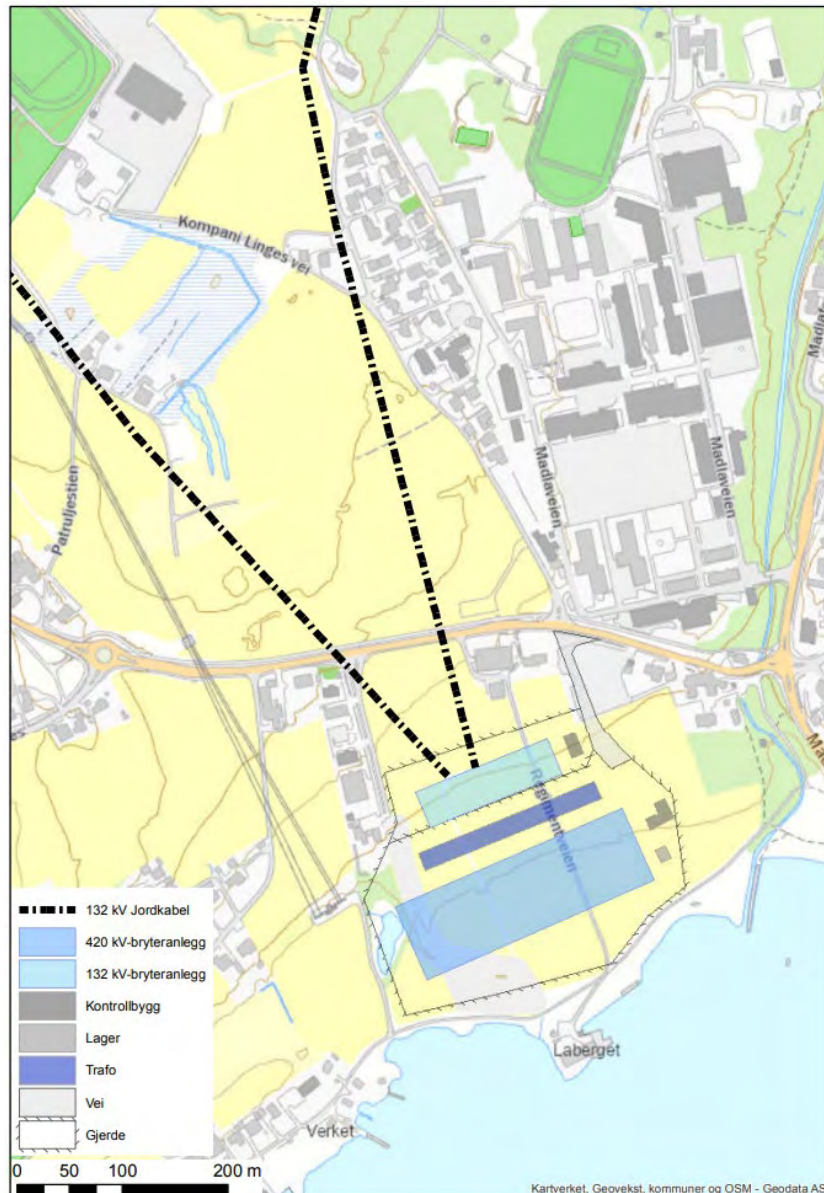 Kompani Linges vei
Patruljestien
Madlaveien
Madlaveien
Regimentveien
Laberget
Verket
132 kV Jordkabel
420 kV-bryteranlegg
132 kV-bryteranlegg
Kontrollbygg
Lager
Trafo
Vei
Gjerde
0 50 100 200 m
Kartverket, Geovekst, kommuner og OSM - Geodata AS